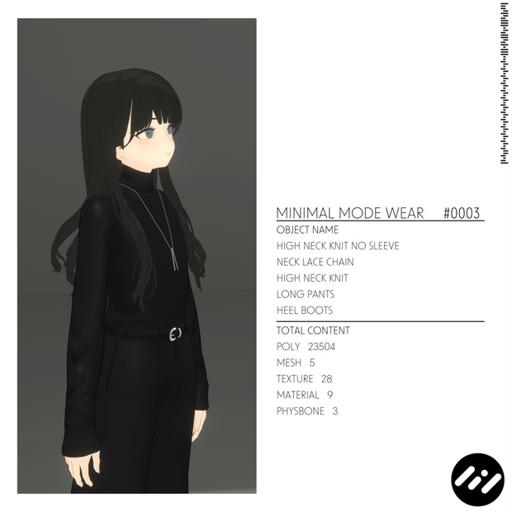 MINIMAL MODE WEAR #0003
OBJECT NAME
HIGH NECK KNIT NO SLEEVE
NECK LACE CHAIN
HIGH NECK KNIT
LONG PANTS
HEEL BOOTS
TOTAL CONTENT
POLY 23504
MESH 5
TEXTURE 28
MATERIAL 9
PHYSBONE 3